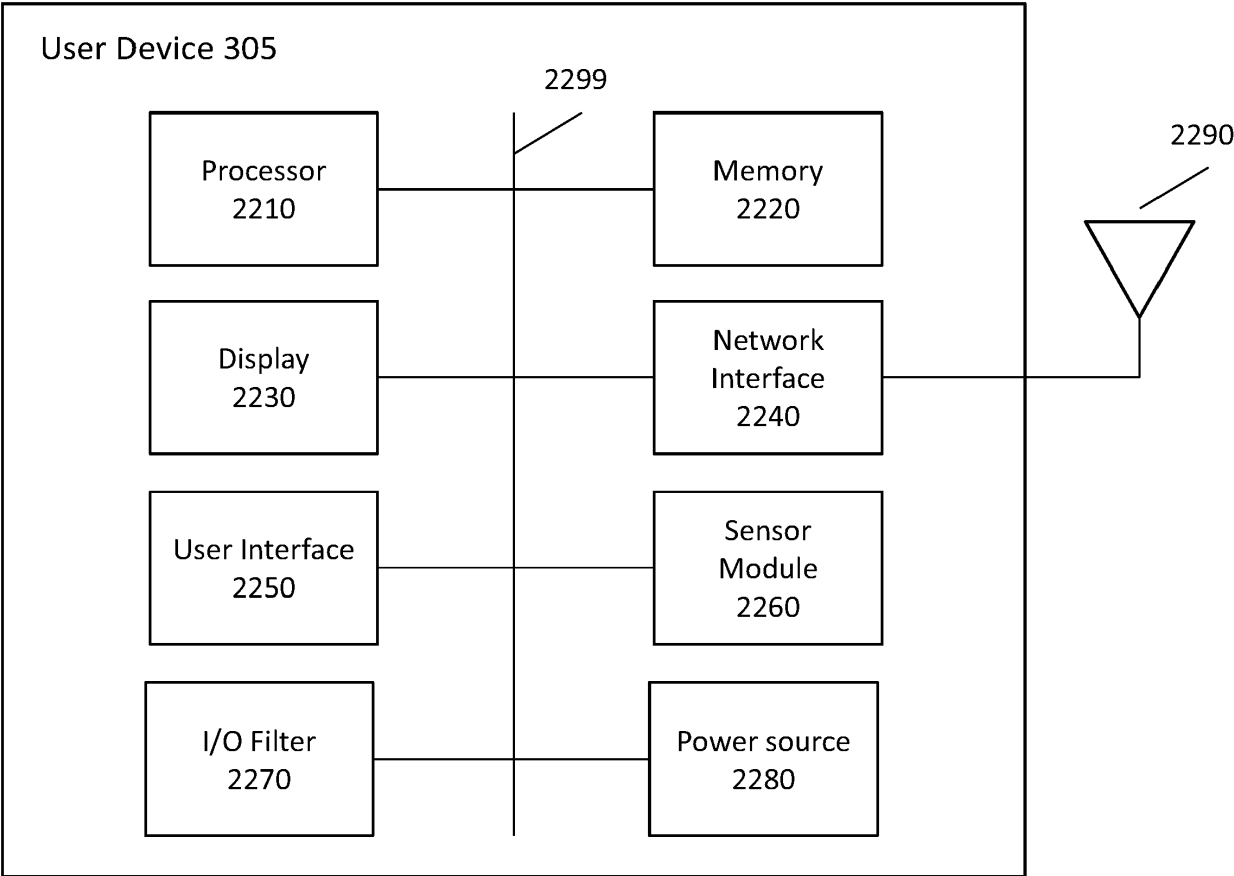 User Device 305
2299
2290
Processor
2210
Memory
2220
Display
2230
Network
Interface
2240
User Interface
2250
Sensor
Module
2260
I/O Filter
2270
Power source
2280